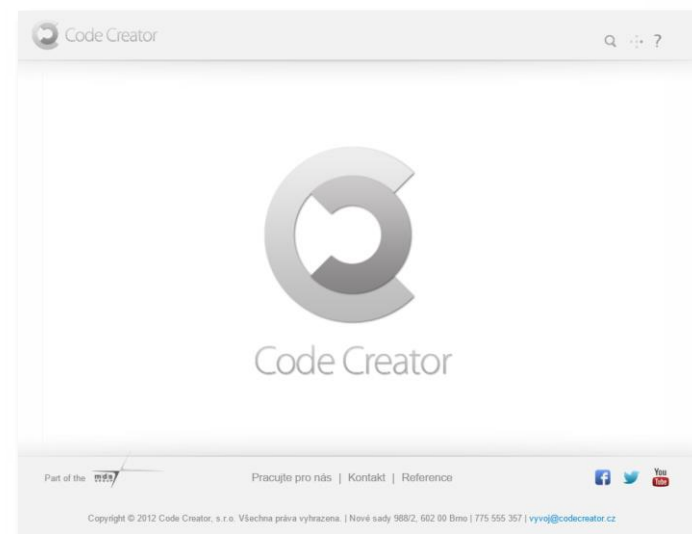 Code Creator
?
Code Creator
Part of the
Pracujte pro nás | Kontakt | Reference
You
Tube
Copyright © 2012 Code Creator, s.r.o. Všechna práva vyhrazena. | Nové sady 988/2, 602 00 Brno | 775 555 357 | vyvoj@codecreator.cz